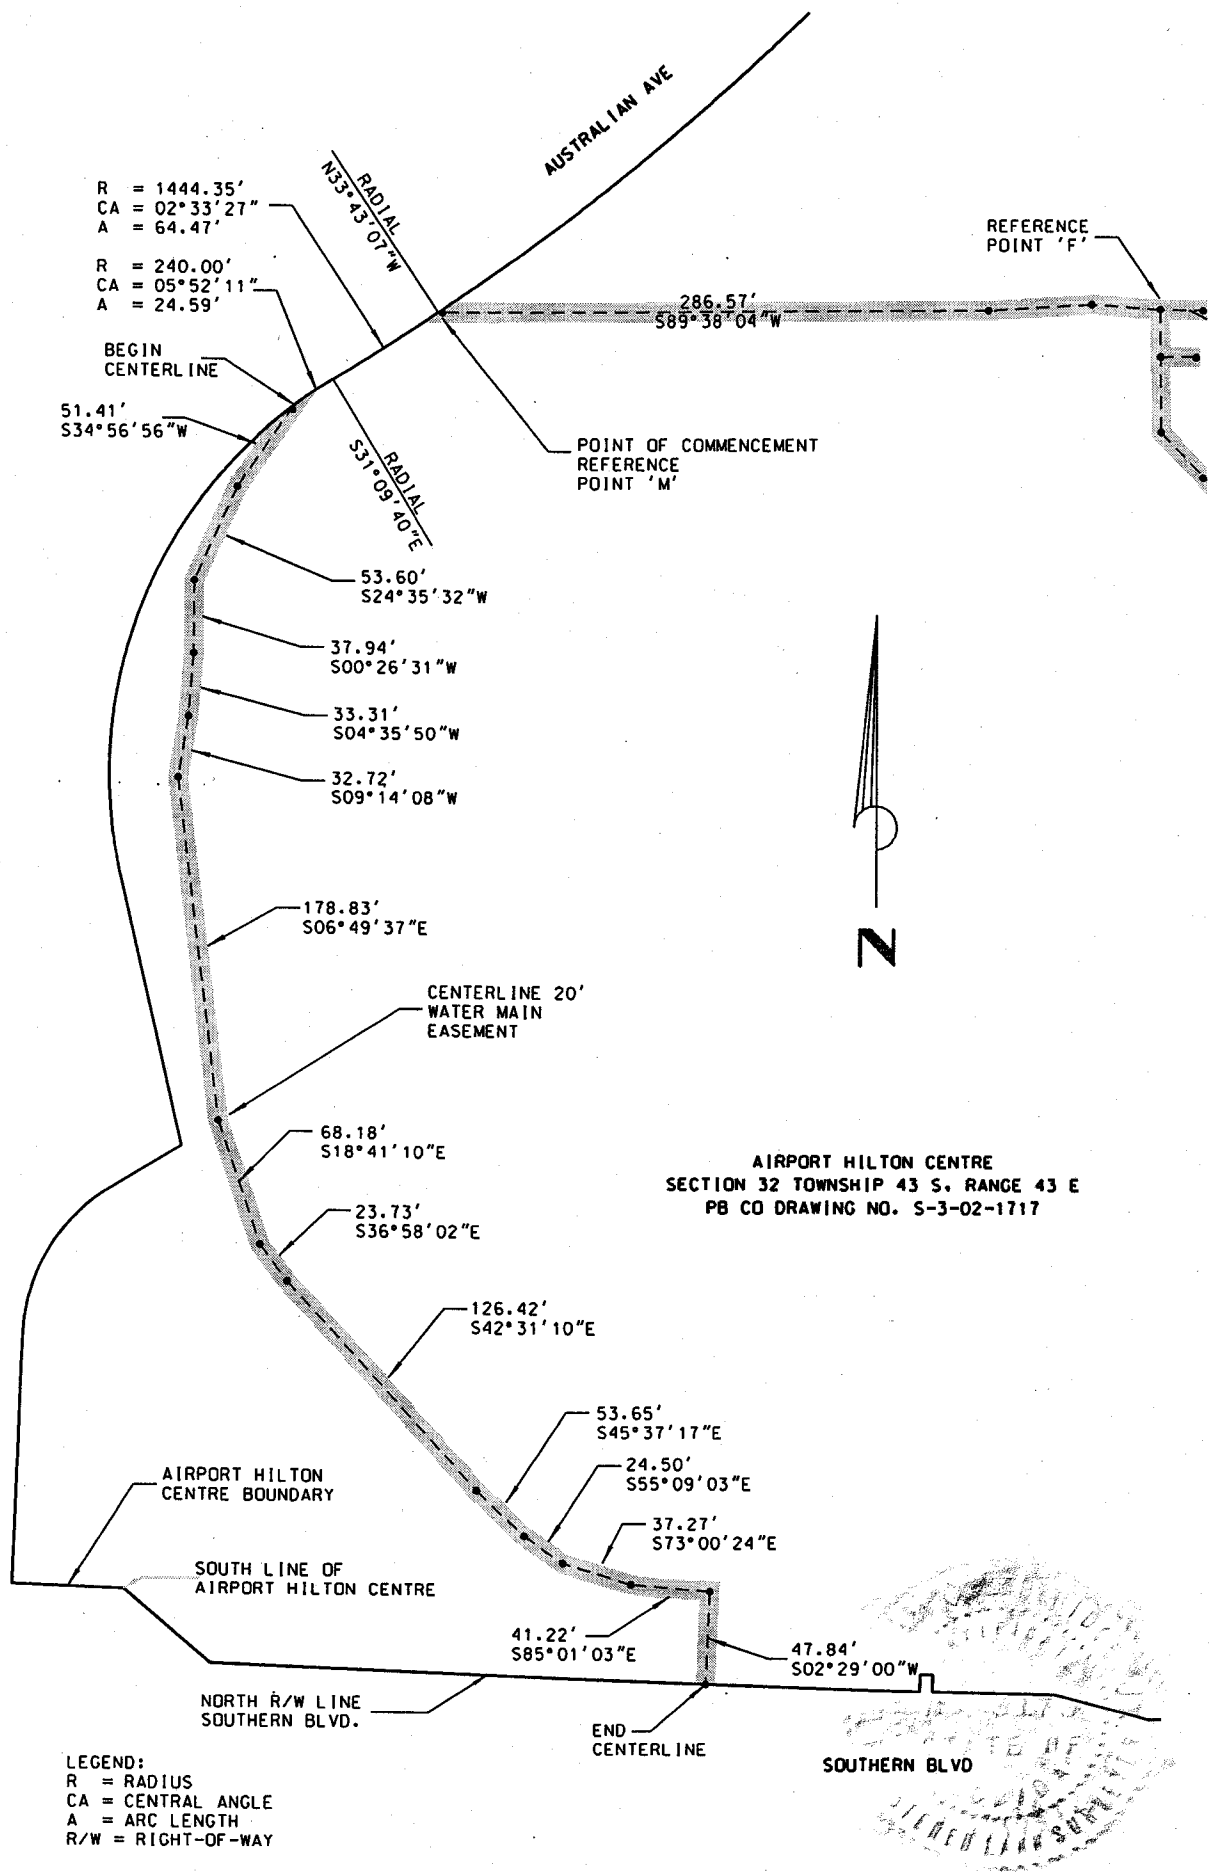 AUSTRALIAN AVE
R = 1444.35'
CA = 02°33'27"
A = 64.47'
RADIAL
N33°43'07"W
R = 240.00'
CA = 05°52'11"
A = 24.59'
REFERENCE
POINT 'F'
286.57'
S89°38'04"W
BEGIN
CENTERLINE
51.41'
S34°56'56"W
RADIAL
S31°09'40"E
POINT OF COMMENCEMENT
REFERENCE
POINT 'M'
53.60'
S24°35'32"W
37.94'
S00°26'31"W
33.31'
S04°35'50"W
32.72'
S09°14'08"W
178.83'
S06°49'37"E
N
CENTERLINE 20'
WATER MAIN
EASEMENT
68.18'
S18°41'10"E
AIRPORT HILTON CENTRE
SECTION 32 TOWNSHIP 43 S, RANGE 43 E
PB CO DRAWING NO. S-3-02-1717
23.73'
S36°58'02"E
126.42'
S42°31'10"E
53.65'
S45°37'17"E
24.50'
S55°09'03"E
AIRPORT HILTON
CENTRE BOUNDARY
37.27'
S73°00'24"E
SOUTH LINE OF
AIRPORT HILTON CENTRE
41.22'
S85°01'03"E
47.84'
S02°29'00"W
NORTH R/W LINE
SOUTHERN BLVD.
END
CENTERLINE
SOUTHERN BLVD
LEGEND:
R = RADIUS
CA = CENTRAL ANGLE
A = ARC LENGTH
R/W = RIGHT-OF-WAY